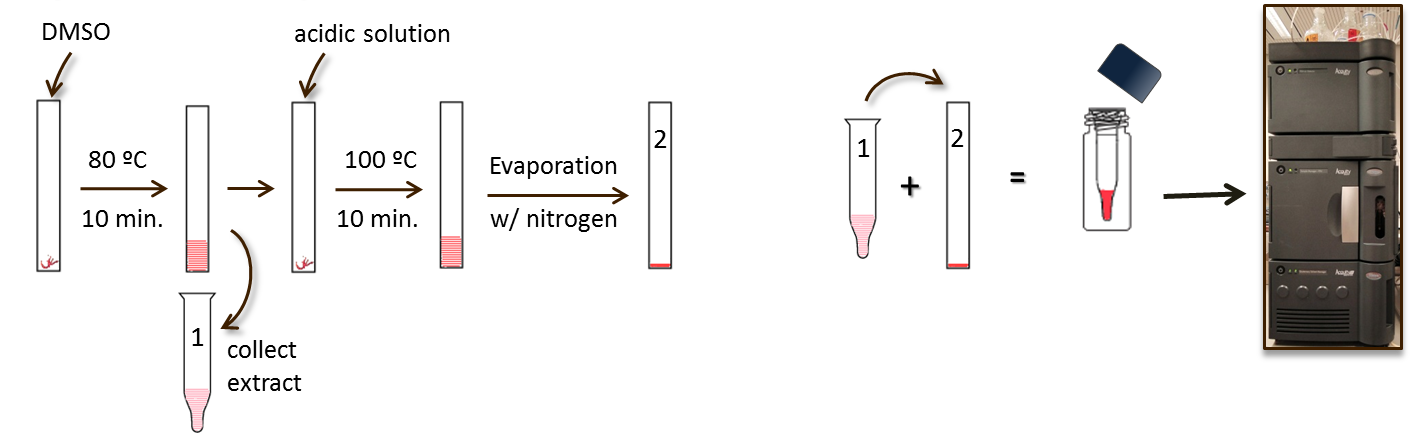 DMSO
80 ºC
10 min.
1
collect
extract
acidic solution
100 ºC
10 min.
Evaporation
w/ nitrogen
2
1
+
2
=